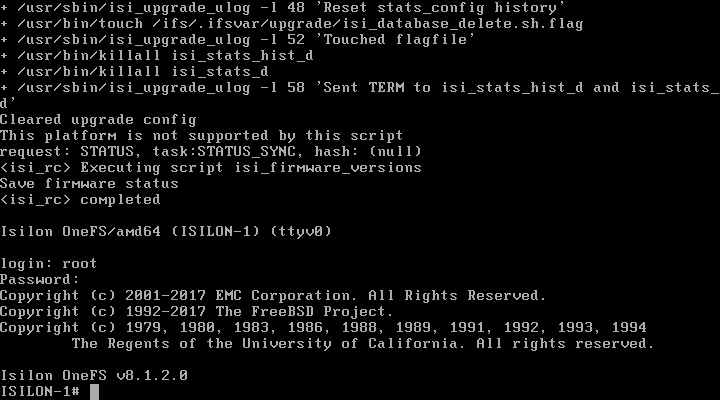 + /usr/sbin/isi_upgrade_ulog -l 48 'Reset stats_config history'
+ /usr/bin/touch /ifs/.ifsvar/upgrade/isi_database_delete.sh.flag
+ /usr/sbin/isi_upgrade_ulog -l 52 'Touched flagfile'
+ /usr/bin/killall isi_stats_hist_d
+ /usr/bin/killall isi_stats_d
+ /usr/sbin/isi_upgrade_ulog -l 58 'Sent TERM to isi_stats_hist_d and isi_stats_
d'
Cleared upgrade config
This platform is not supported by this script
request: STATUS, task:STATUS_SYNC, hash: (null)
<isi_rc> Executing script isi_firmware_versions
Save firmware status
<isi_rc> completed
Isilon OneFS/amd64 (ISILON-1) (ttyv0)
login: root
Password:
Copyright (c) 2001-2017 EMC Corporation. All Rights Reserved.
Copyright (c) 1992-2017 The FreeBSD Project.
Copyright (c) 1979, 1980, 1983, 1986, 1988, 1989, 1991, 1992, 1993, 1994
The Regents of the University of California. All rights reserved.
Isilon OneFS v8.1.2.0
ISILON-1#